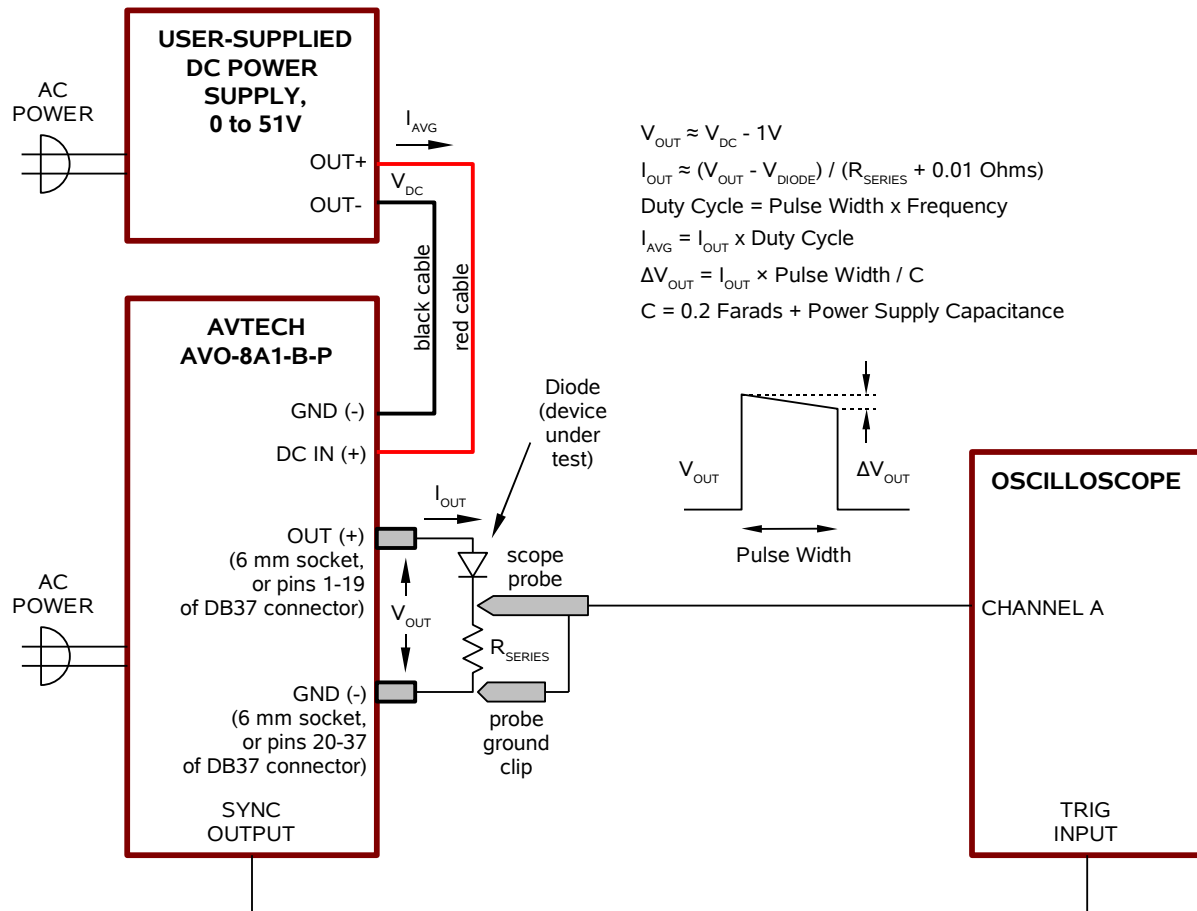 USER-SUPPLIED
DC POWER
SUPPLY,
0 to 51V
AC
POWER
OUT+
OUT-
I_AVG
V_DC
black cable
red cable
V_OUT ≈ V_DC - 1V
I_OUT ≈ (V_OUT - V_DIODE) / (R_SERIES + 0.01 Ohms)
Duty Cycle = Pulse Width x Frequency
I_AVG = I_OUT x Duty Cycle
ΔV_OUT = I_OUT × Pulse Width / C
C = 0.2 Farads + Power Supply Capacitance
AVTECH
AVO-8A1-B-P
GND (-)
DC IN (+)
Diode
(device
under
test)
I_OUT
OUT (+)
(6 mm socket,
or pins 1-19
of DB37 connector)
AC
POWER
V_OUT
scope
probe
R_SERIES
GND (-)
(6 mm socket,
or pins 20-37
of DB37 connector)
probe
ground
clip
SYNC
OUTPUT
V_OUT
ΔV_OUT
Pulse Width
OSCILLOSCOPE
CHANNEL A
TRIG
INPUT